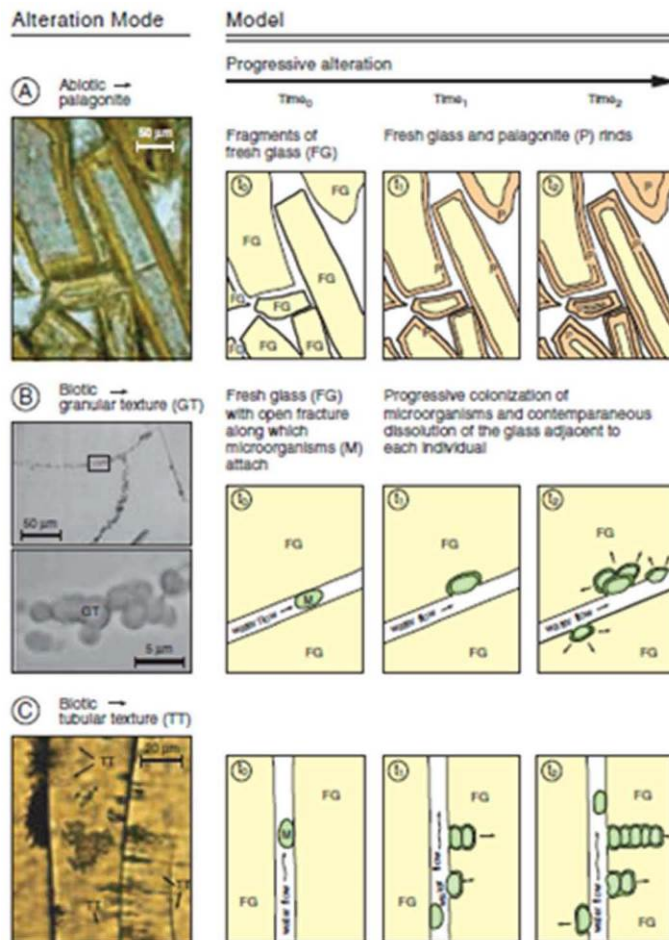 Alteration Mode
Model
Progressive alteration
Time₀
Time₁
Time₂
A
Abiotic →
palagonite
50 µm
Fragments of
fresh glass (FG)
Fresh glass and palagonite (P) rinds
t₀
FG
FG
FG
FG
FG
FG
FG
t₁
P
P
P
P
t₂
P
B
Biotic →
granular texture (GT)
50 µm
GT
5 µm
Fresh glass (FG)
with open fracture
along which
microorganisms (M)
attach
Progressive colonization of
microorganisms and contemparaneous
dissolution of the glass adjacent to
each individual
t₀
FG
M
water flow
FG
t₁
FG
water flow
FG
t₂
FG
water flow
FG
C
Biotic →
tubular texture (TT)
20 µm
TT
TT
TT
TT
t₀
FG
M
FG
water flow
t₁
FG
water flow
FG
t₂
FG
water flow
FG